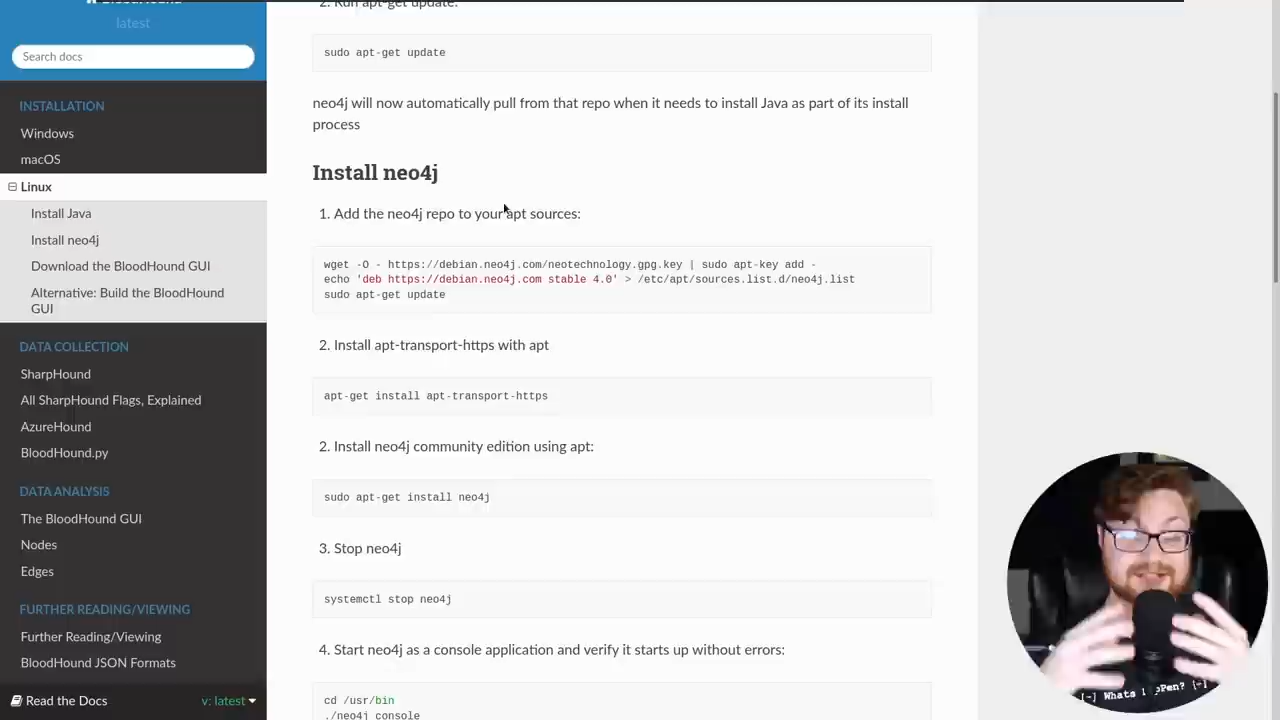 latest
Search docs
INSTALLATION
Windows
macOS
Linux
Install Java
Install neo4j
Download the BloodHound GUI
Alternative: Build the BloodHound
GUI
DATA COLLECTION
SharpHound
All SharpHound Flags, Explained
AzureHound
BloodHound.py
DATA ANALYSIS
The BloodHound GUI
Nodes
Edges
FURTHER READING/VIEWING
Further Reading/Viewing
BloodHound JSON Formats
Read the Docs
v: latest
2. Run apt-get update:
sudo apt-get update
neo4j will now automatically pull from that repo when it needs to install Java as part of its install
process
Install neo4j
1. Add the neo4j repo to your apt sources:
wget -O - https://debian.neo4j.com/neotechnology.gpg.key | sudo apt-key add -
echo 'deb https://debian.neo4j.com stable 4.0' > /etc/apt/sources.list.d/neo4j.list
sudo apt-get update
2. Install apt-transport-https with apt
apt-get install apt-transport-https
2. Install neo4j community edition using apt:
sudo apt-get install neo4j
3. Stop neo4j
systemctl stop neo4j
4. Start neo4j as a console application and verify it starts up without errors:
cd /usr/bin
./neo4j console
[~] Whats